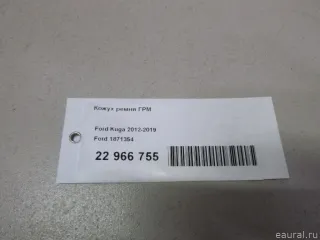 Кожух ремня ГРМ
Ford Kuga 2012-2019
Ford 1871364
22 966 755
eaural.ru